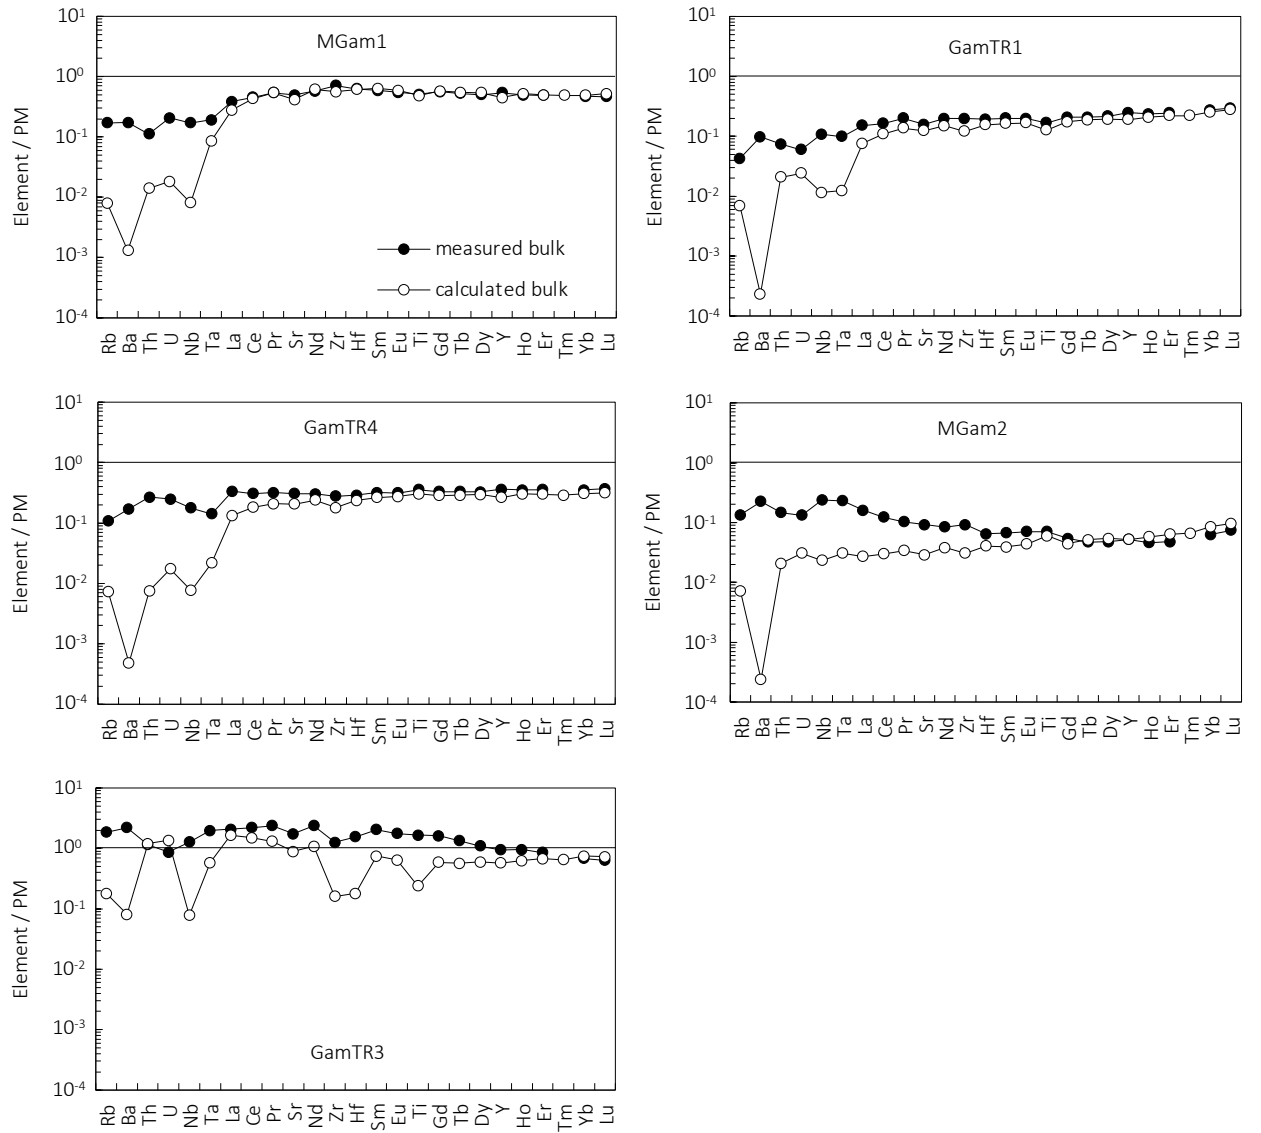 MGam1
Element / PM
10¹
10⁰
10⁻¹
10⁻²
10⁻³
10⁻⁴
measured bulk
calculated bulk
Rb Ba Th U Nb Ta La Ce Pr Sr Nd Zr Hf Sm Eu Ti Gd Tb Dy Y Ho Er Tm Yb Lu
GamTR1
Element / PM
10¹
10⁰
10⁻¹
10⁻²
10⁻³
10⁻⁴
Rb Ba Th U Nb Ta La Ce Pr Sr Nd Zr Hf Sm Eu Ti Gd Tb Dy Y Ho Er Tm Yb Lu
GamTR4
Element / PM
10¹
10⁰
10⁻¹
10⁻²
10⁻³
10⁻⁴
Rb Ba Th U Nb Ta La Ce Pr Sr Nd Zr Hf Sm Eu Ti Gd Tb Dy Y Ho Er Tm Yb Lu
MGam2
Element / PM
10¹
10⁰
10⁻¹
10⁻²
10⁻³
10⁻⁴
Rb Ba Th U Nb Ta La Ce Pr Sr Nd Zr Hf Sm Eu Ti Gd Tb Dy Y Ho Er Tm Yb Lu
Element / PM
10¹
10⁰
10⁻¹
10⁻²
10⁻³
10⁻⁴
GamTR3
Rb Ba Th U Nb Ta La Ce Pr Sr Nd Zr Hf Sm Eu Ti Gd Tb Dy Y Ho Er Tm Yb Lu